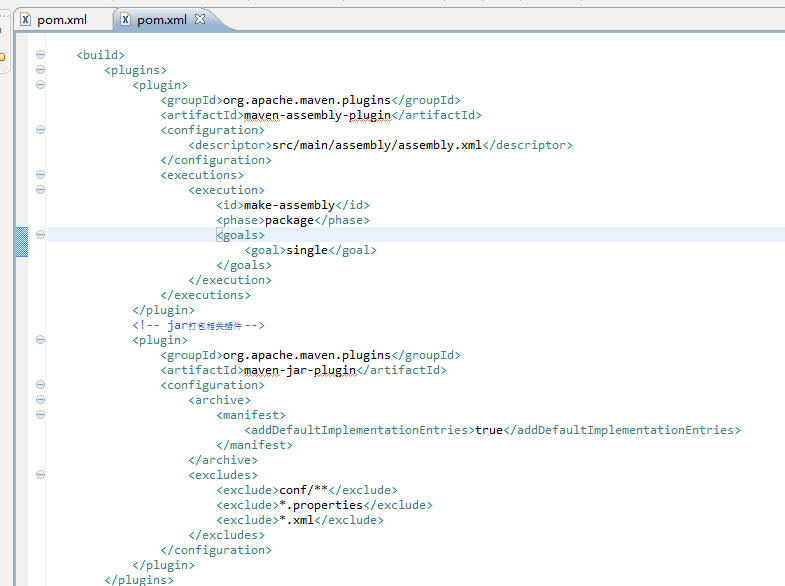 pom.xml
pom.xml
<build>
<plugins>
<plugin>
<groupId>org.apache.maven.plugins</groupId>
<artifactId>maven-assembly-plugin</artifactId>
<configuration>
<descriptor>src/main/assembly/assembly.xml</descriptor>
</configuration>
<executions>
<execution>
<id>make-assembly</id>
<phase>package</phase>
<goals>
<goal>single</goal>
</goals>
</execution>
</executions>
</plugin>
<!-- jar打包相关插件 -->
<plugin>
<groupId>org.apache.maven.plugins</groupId>
<artifactId>maven-jar-plugin</artifactId>
<configuration>
<archive>
<manifest>
<addDefaultImplementationEntries>true</addDefaultImplementationEntries>
</manifest>
</archive>
<excludes>
<exclude>conf/**</exclude>
<exclude>*.properties</exclude>
<exclude>*.xml</exclude>
</excludes>
</configuration>
</plugin>
</plugins>